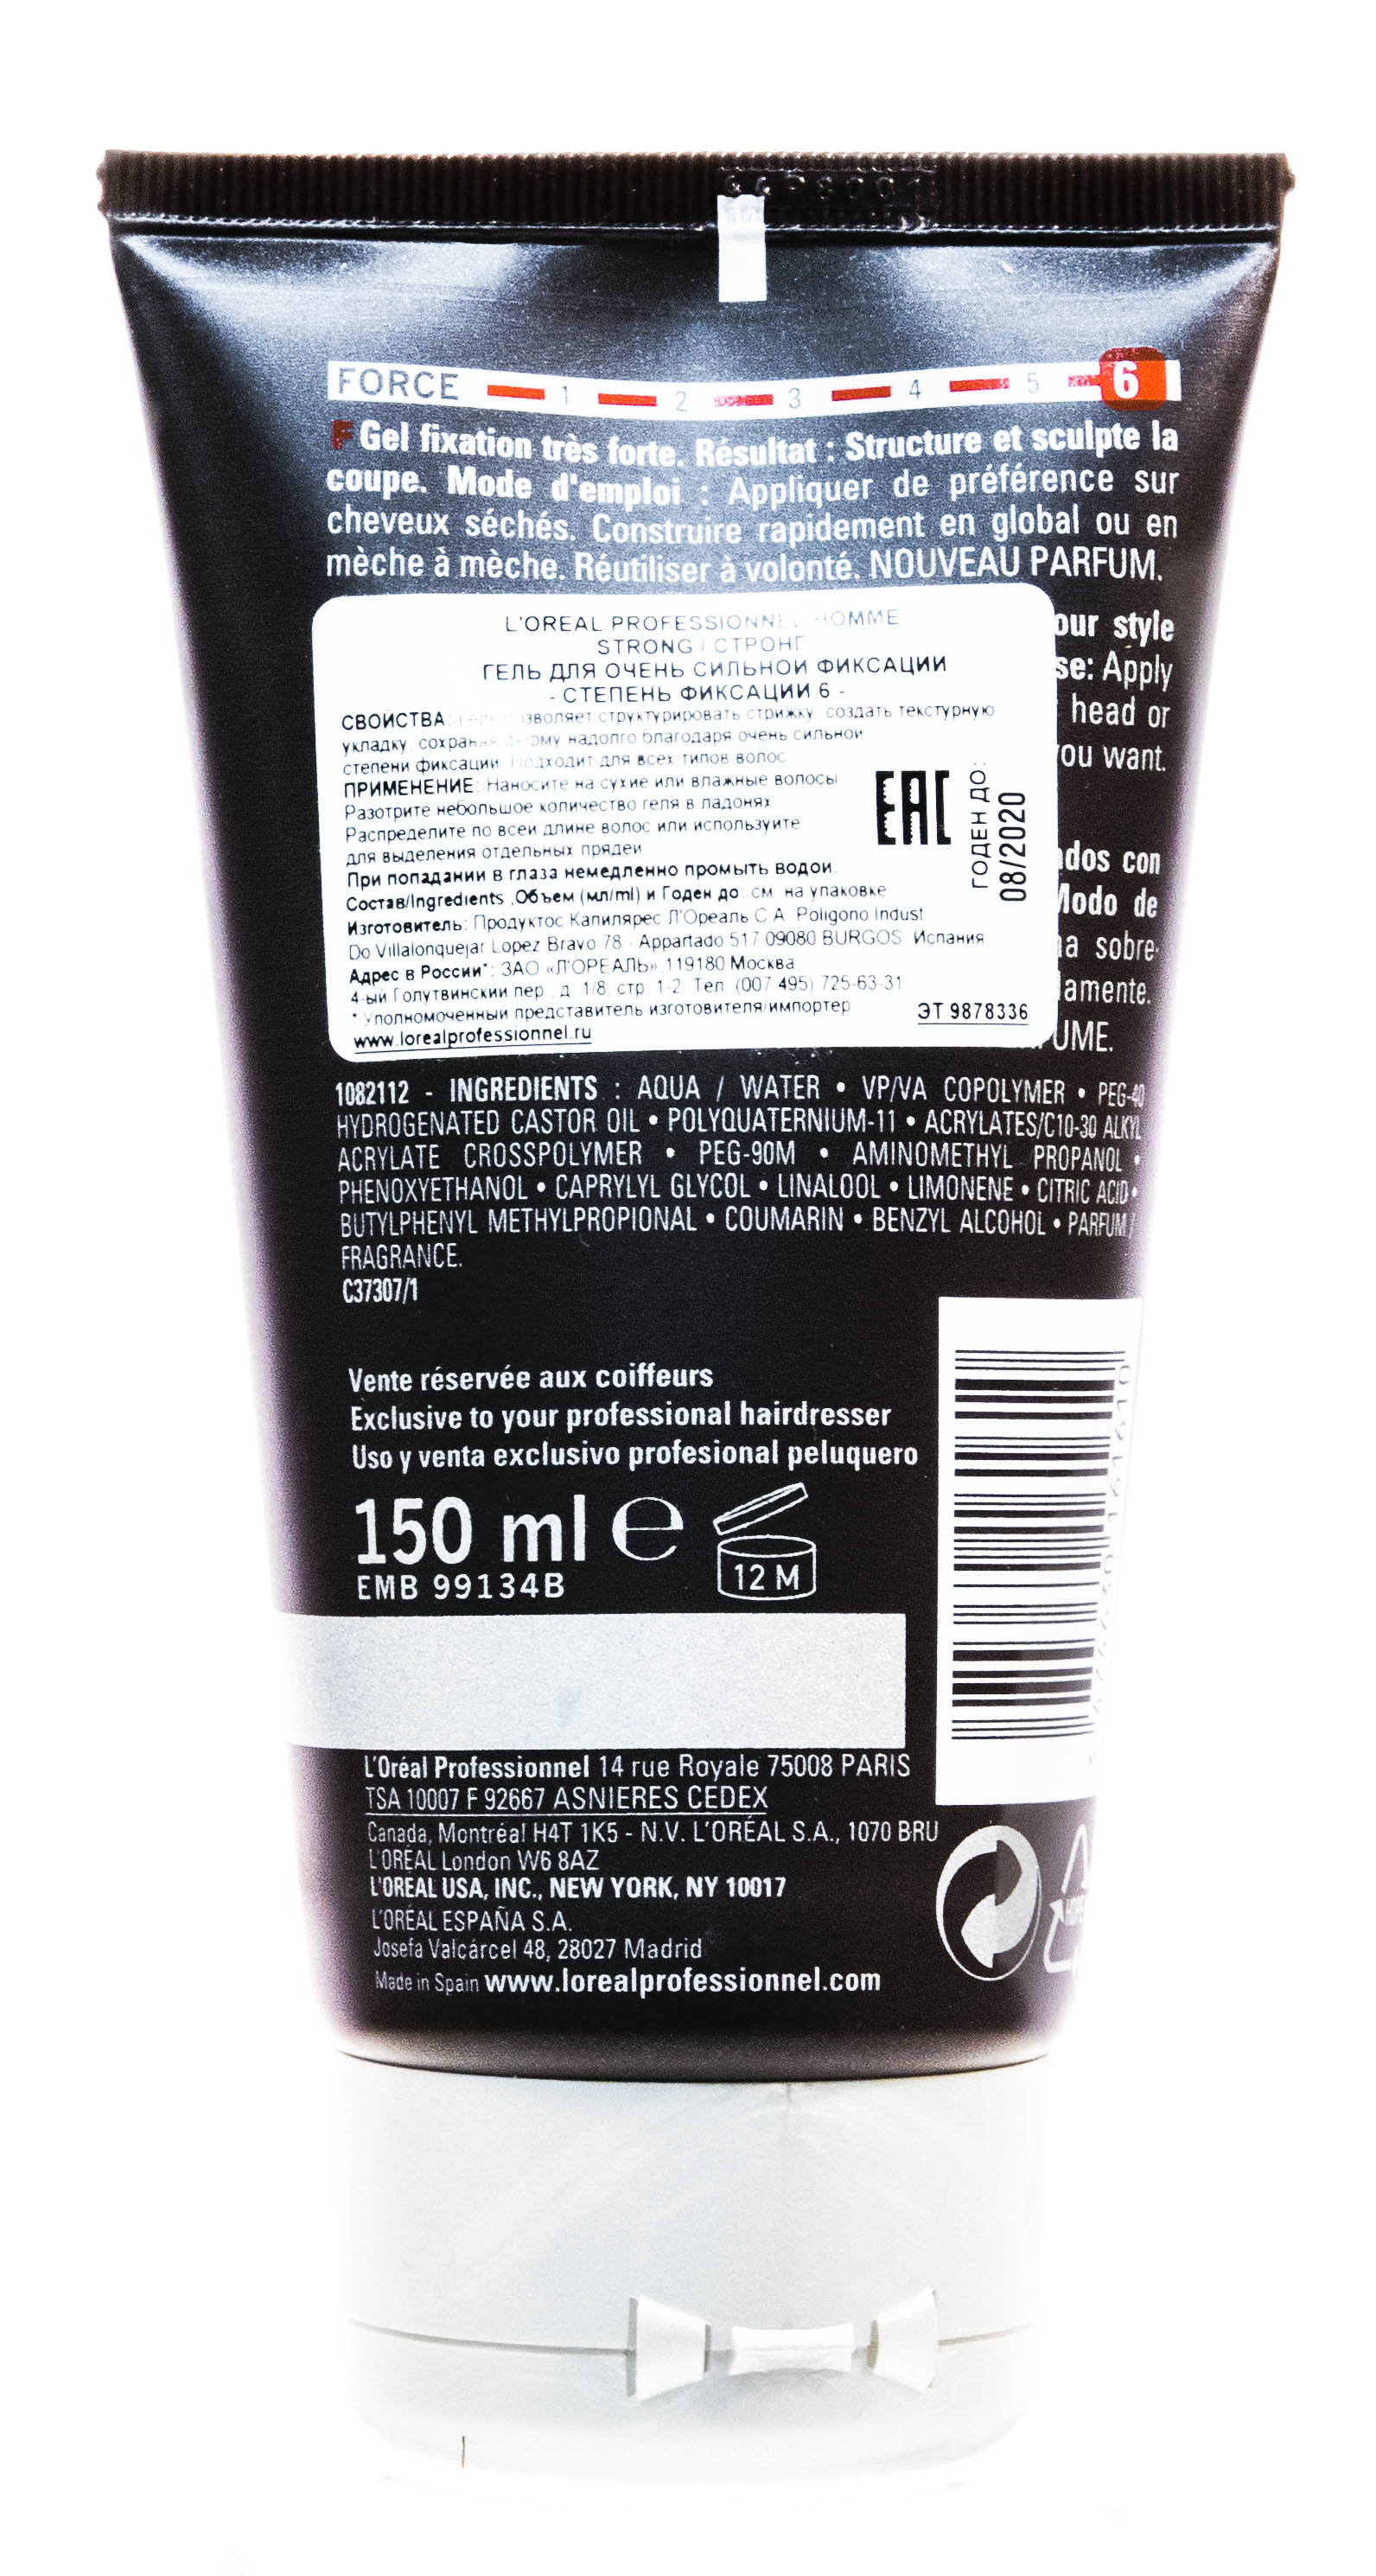 FORCE 1 2 3 4 5 6
F Gel fixation très forte. Résultat : Structure et sculpte la
coupe. Mode d'emploi : Appliquer de préférence sur
cheveux séchés. Construire rapidement en global ou en
mèche à mèche. Réutiliser à volonté. NOUVEAU PARFUM.
our style
se: Apply
head or
ou want.
dos con
Modo de
a sobre-
amente.
UME.
L'OREAL PROFESSIONNEL HOMME
STRONG / СТРОНГ
ГЕЛЬ ДЛЯ ОЧЕНЬ СИЛЬНОЙ ФИКСАЦИИ
- СТЕПЕНЬ ФИКСАЦИИ 6 -
СВОЙСТВА: Гель позволяет структурировать стрижку, создать текстурную
укладку, сохраняя форму надолго благодаря очень сильной
степени фиксации. Подходит для всех типов волос
ПРИМЕНЕНИЕ: Наносите на сухие или влажные волосы
Разотрите небольшое количество геля в ладонях
Распределите по всей длине волос или используйте
для выделения отдельных прядей
При попадании в глаза немедленно промыть водой.
Состав/Ingredients ,Объем (мл/ml) и Годен до: см. на упаковке
Изготовитель: Продуктос Капилярес Л'Ореаль С.А. Poligono Indust
Do Villalonquejar Lopez Bravo 78 - Appartado 517 09080 BURGOS Испания
Адрес в России*: ЗАО «Л'ОРЕАЛЬ» 119180 Москва,
4-ый Голутвинский пер., д. 1/8, стр. 1-2 Тел. (007 495) 725-63-31
* Уполномоченный представитель изготовителя/импортер
www.lorealprofessionnel.ru
ЭТ 9878336
EAC
ГОДЕН ДО:
08/2020
1082112 - INGREDIENTS : AQUA / WATER • VP/VA COPOLYMER • PEG-40
HYDROGENATED CASTOR OIL • POLYQUATERNIUM-11 • ACRYLATES/C10-30 ALKYL
ACRYLATE CROSSPOLYMER • PEG-90M • AMINOMETHYL PROPANOL •
PHENOXYETHANOL • CAPRYLYL GLYCOL • LINALOOL • LIMONENE • CITRIC ACID •
BUTYLPHENYL METHYLPROPIONAL • COUMARIN • BENZYL ALCOHOL • PARFUM /
FRAGRANCE.
C37307/1
Vente réservée aux coiffeurs
Exclusive to your professional hairdresser
Uso y venta exclusivo profesional peluquero
150 ml e
12 M
EMB 99134B
L'Oréal Professionnel 14 rue Royale 75008 PARIS
TSA 10007 F 92667 ASNIERES CEDEX
Canada, Montréal H4T 1K5 - N.V. L'ORÉAL S.A., 1070 BRU
L'ORÉAL London W6 8AZ
L'OREAL USA, INC., NEW YORK, NY 10017
L'ORÉAL ESPAÑA S.A.
Josefa Valcárcel 48, 28027 Madrid
Made in Spain www.lorealprofessionnel.com